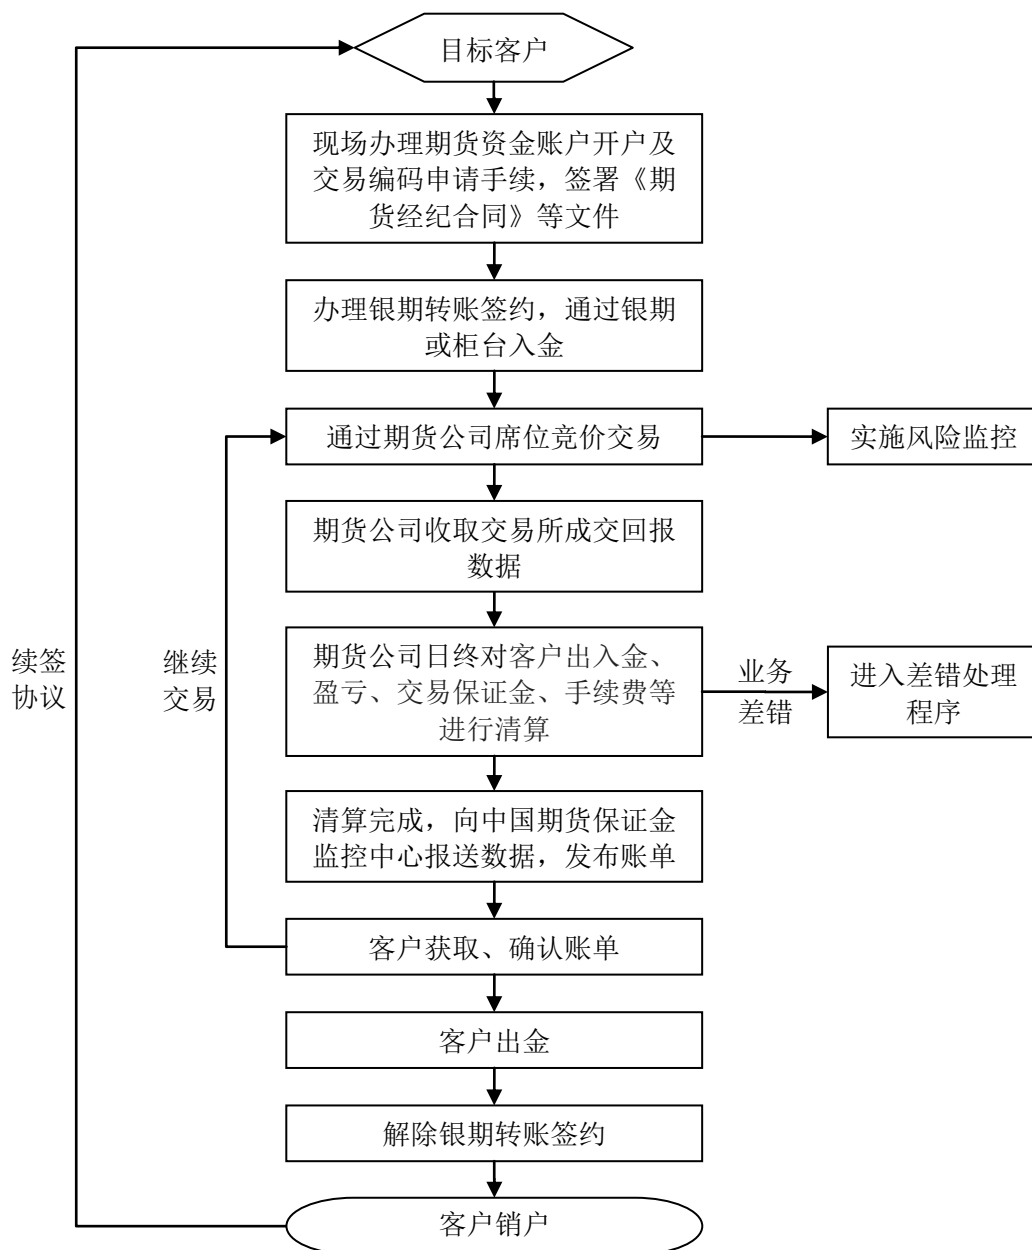 目标客户
现场办理期货资金账户开户及
交易编码申请手续，签署《期
货经纪合同》等文件
办理银期转账签约，通过银期
或柜台入金
通过期货公司席位竞价交易
实施风险监控
期货公司收取交易所成交回报
数据
续签
协议
继续
交易
期货公司日终对客户出入金、
盈亏、交易保证金、手续费等
进行清算
业务
差错
进入差错处理
程序
清算完成，向中国期货保证金
监控中心报送数据，发布账单
客户获取、确认账单
客户出金
解除银期转账签约
客户销户